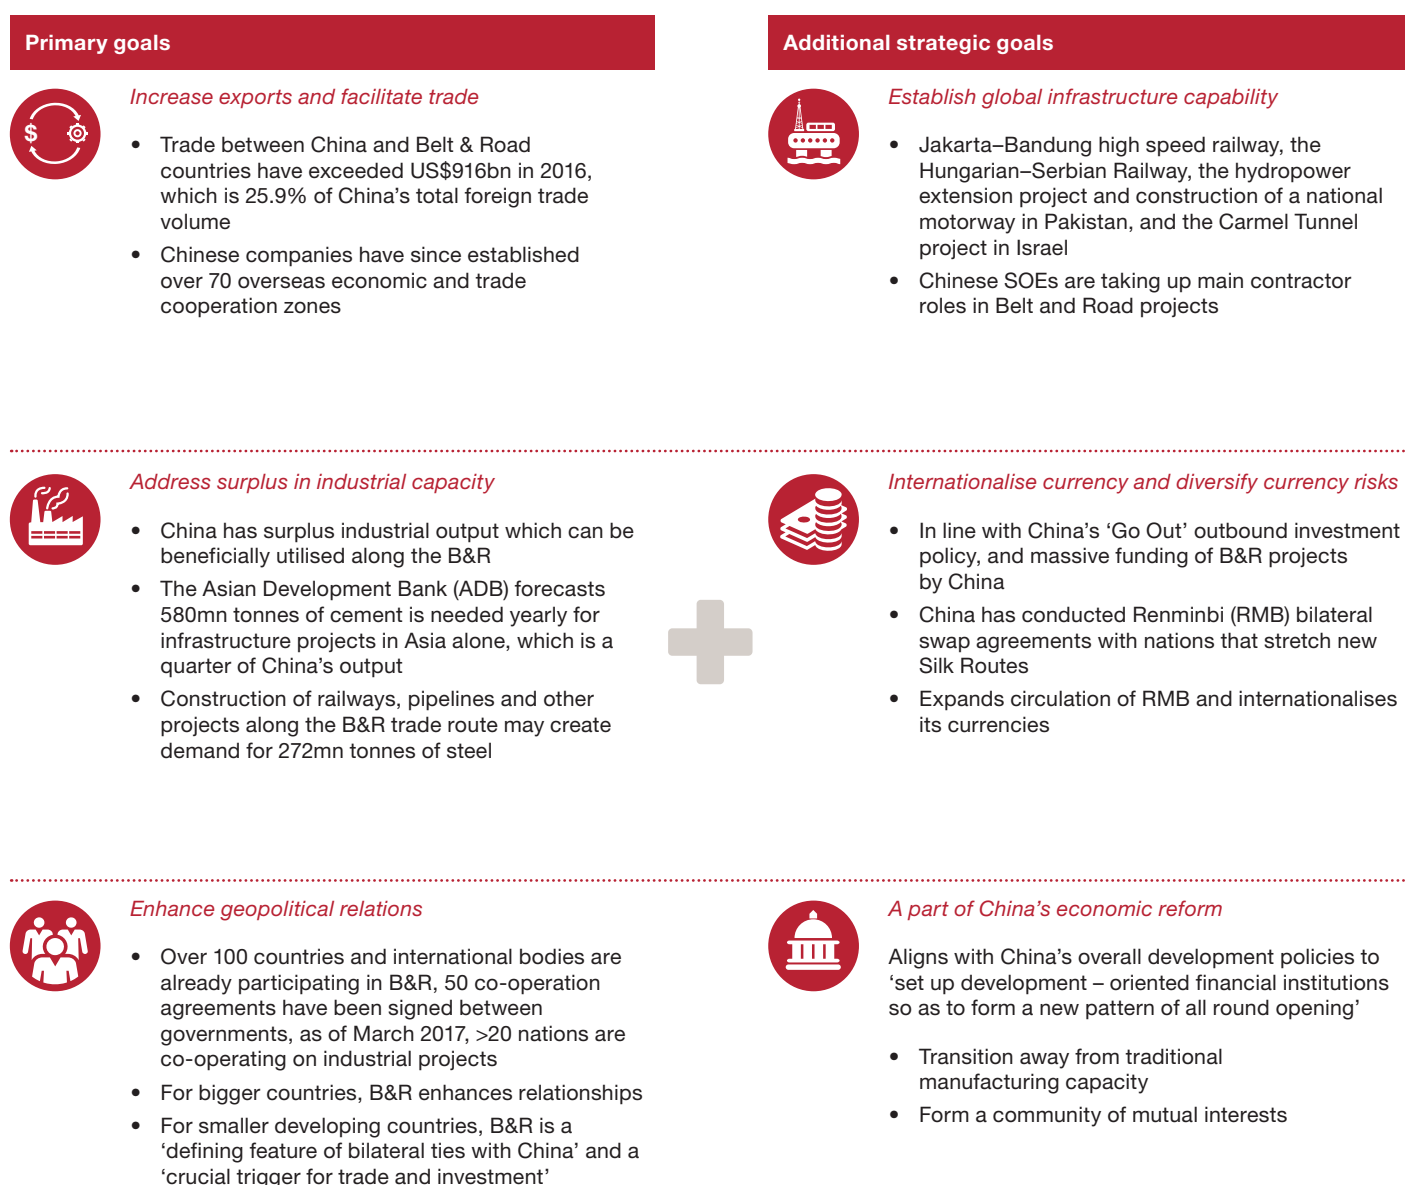 Primary goals
Increase exports and facilitate trade
$
• Trade between China and Belt & Road
countries have exceeded US$916bn in 2016,
which is 25.9% of China’s total foreign trade
volume
• Chinese companies have since established
over 70 overseas economic and trade
cooperation zones
Address surplus in industrial capacity
• China has surplus industrial output which can be
beneficially utilised along the B&R
• The Asian Development Bank (ADB) forecasts
580mn tonnes of cement is needed yearly for
infrastructure projects in Asia alone, which is a
quarter of China’s output
• Construction of railways, pipelines and other
projects along the B&R trade route may create
demand for 272mn tonnes of steel
Enhance geopolitical relations
• Over 100 countries and international bodies are
already participating in B&R, 50 co-operation
agreements have been signed between
governments, as of March 2017, >20 nations are
co-operating on industrial projects
• For bigger countries, B&R enhances relationships
• For smaller developing countries, B&R is a
‘defining feature of bilateral ties with China’ and a
‘crucial trigger for trade and investment’
Additional strategic goals
Establish global infrastructure capability
• Jakarta–Bandung high speed railway, the
Hungarian–Serbian Railway, the hydropower
extension project and construction of a national
motorway in Pakistan, and the Carmel Tunnel
project in Israel
• Chinese SOEs are taking up main contractor
roles in Belt and Road projects
Internationalise currency and diversify currency risks
• In line with China’s ‘Go Out’ outbound investment
policy, and massive funding of B&R projects
by China
• China has conducted Renminbi (RMB) bilateral
swap agreements with nations that stretch new
Silk Routes
• Expands circulation of RMB and internationalises
its currencies
A part of China’s economic reform
Aligns with China’s overall development policies to
‘set up development – oriented financial institutions
so as to form a new pattern of all round opening’
• Transition away from traditional
manufacturing capacity
• Form a community of mutual interests